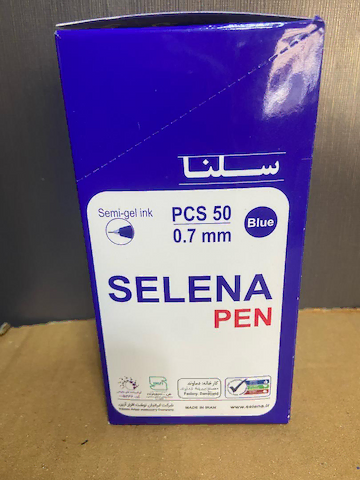 سلنا
Semi-gel ink
PCS 50
0.7 mm
Blue
SELENA
PEN
MADE IN IRAN
www.selena.ir